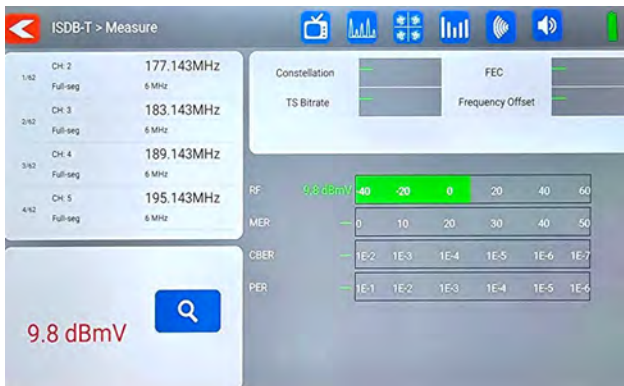 ISDB-T > Measure
1/62 CH: 2 177.143MHz
Full-seg 6 MHz
2/62 CH: 3 183.143MHz
Full-seg 6 MHz
3/62 CH: 4 189.143MHz
Full-seg 6 MHz
4/62 CH: 5 195.143MHz
Full-seg 6 MHz
9.8 dBmV
Constellation FEC
TS Bitrate Frequency Offset
RF 9.8 dBmV -40 -20 0 20 40 60
MER 0 10 20 30 40 50
CBER 1E-2 1E-3 1E-4 1E-5 1E-6 1E-7
PER 1E-1 1E-2 1E-3 1E-4 1E-5 1E-6